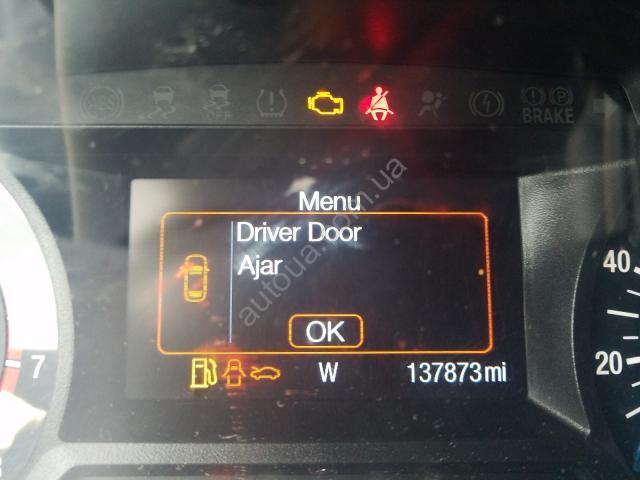 OFF
BRAKE
Menu
Driver Door
Ajar
OK
W
137873mi
7
40
20
autoua.com.ua